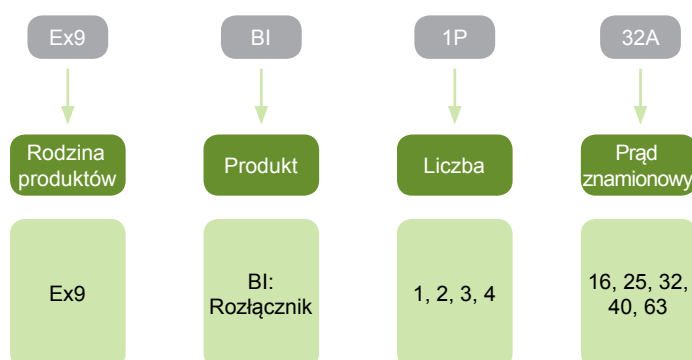 Ex9
BI
1P
32A
Rodzina
produktów
Produkt
Liczba
Prąd
znamionowy
Ex9
BI:
Rozłącznik
1, 2, 3, 4
16, 25, 32,
40, 63